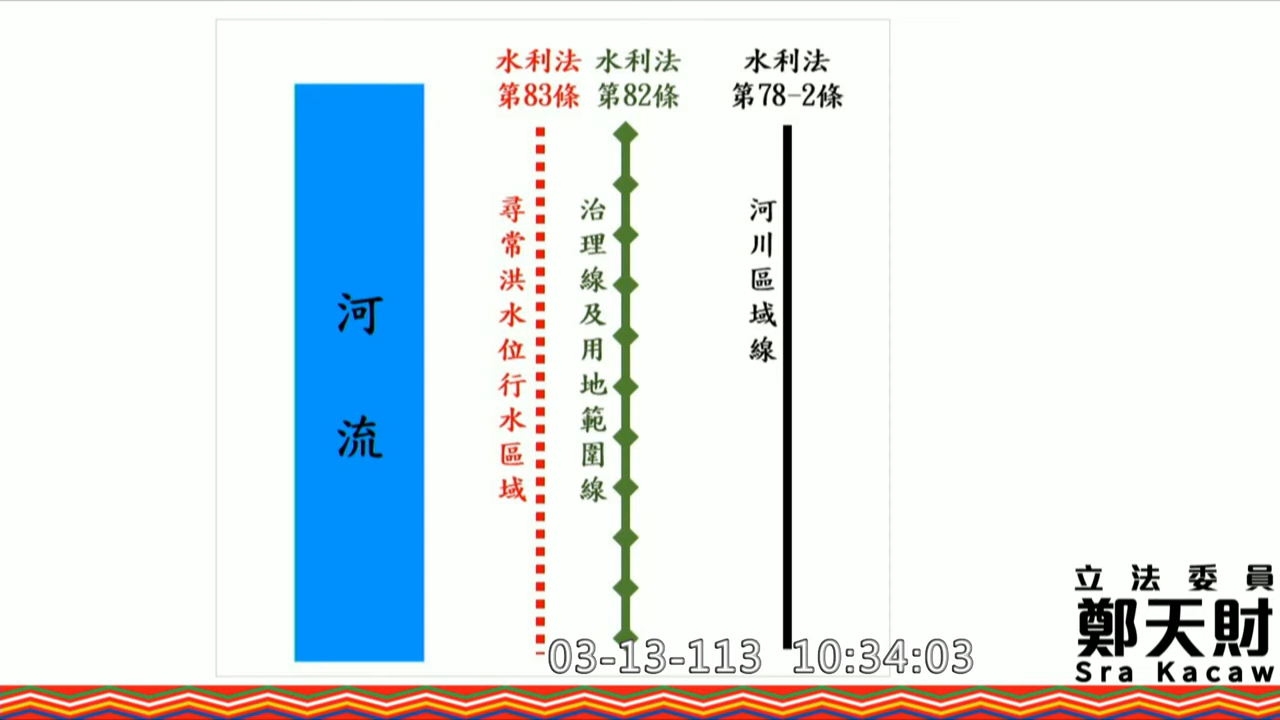 水利法
第83條
水利法
第82條
水利法
第78-2條
河流
尋常洪水位行水區域
治理線及用地範圍線
河川區域線
03-13-113 10:34:03
立法委員
鄭天財
Sra Kacaw